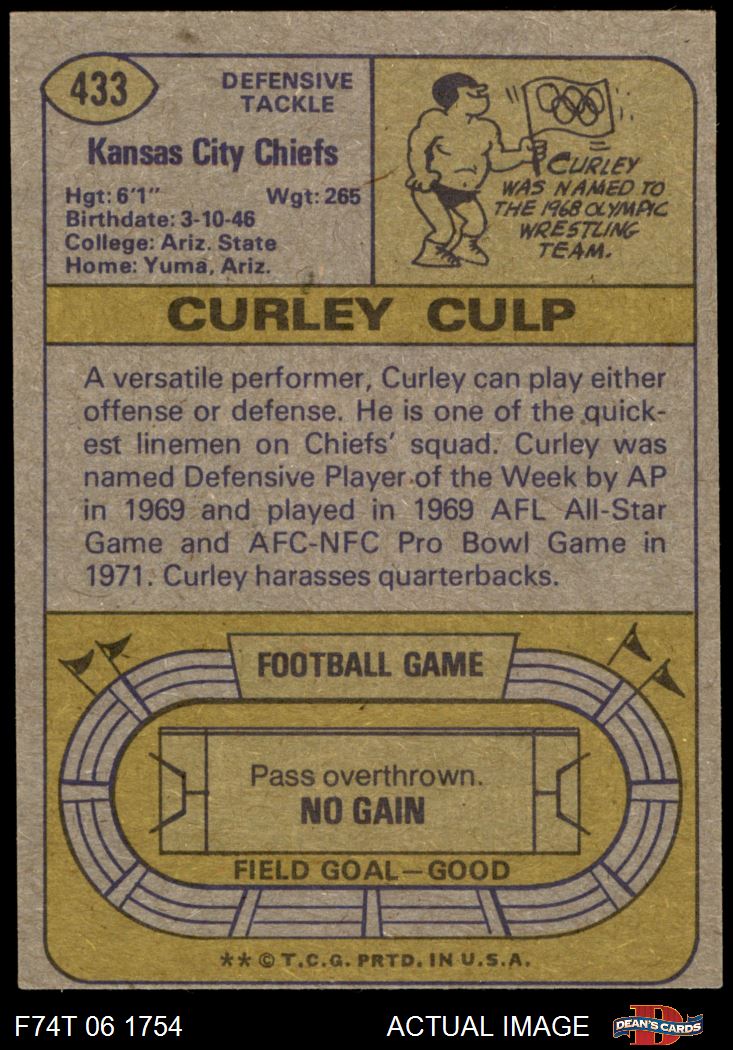 433
DEFENSIVE
TACKLE
Kansas City Chiefs
Hgt: 6'1" Wgt: 265
Birthdate: 3-10-46
College: Ariz. State
Home: Yuma, Ariz.
CURLEY
WAS NAMED TO
THE 1968 OLYMPIC
WRESTLING
TEAM.
CURLEY CULP
A versatile performer, Curley can play either
offense or defense. He is one of the quick-
est linemen on Chiefs' squad. Curley was
named Defensive Player of the Week by AP
in 1969 and played in 1969 AFL All-Star
Game and AFC-NFC Pro Bowl Game in
1971. Curley harasses quarterbacks.
FOOTBALL GAME
Pass overthrown.
NO GAIN
FIELD GOAL—GOOD
** © T.C.G. PRTD. IN U.S.A.
F74T 06 1754 ACTUAL IMAGE
D
DEAN'S CARDS